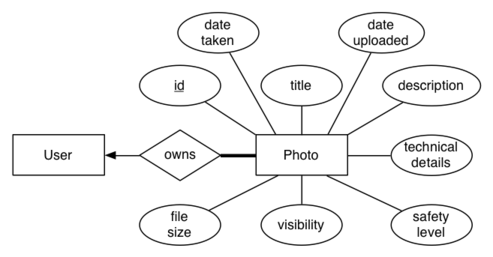 date
taken
date
uploaded
id
title
description
User
owns
Photo
technical
details
file
size
visibility
safety
level